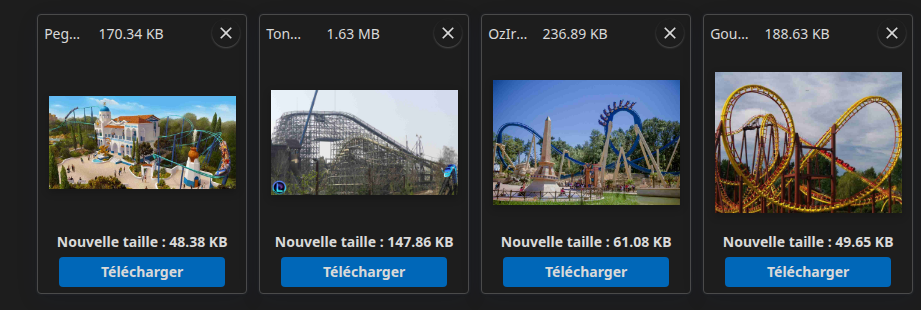 Peg... 170.34 KB
Ton... 1.63 MB
OzIr... 236.89 KB
Gou... 188.63 KB
Nouvelle taille : 48.38 KB
Nouvelle taille : 147.86 KB
Nouvelle taille : 61.08 KB
Nouvelle taille : 49.65 KB
Télécharger
Télécharger
Télécharger
Télécharger